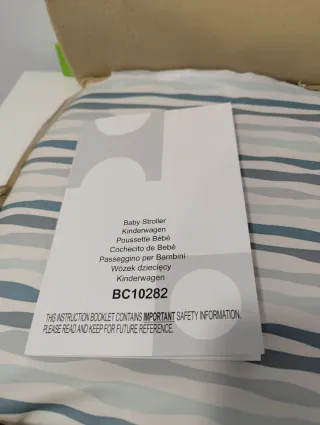 Baby Stroller
Kinderwagen
Poussette Bébé
Cochecito de Bebé
Passeggino per Bambini
Wózek dziecięcy
Kinderwagen
BC10282
THIS INSTRUCTION BOOKLET CONTAINS IMPORTANT SAFETY INFORMATION.
PLEASE READ AND KEEP FOR FUTURE REFERENCE.